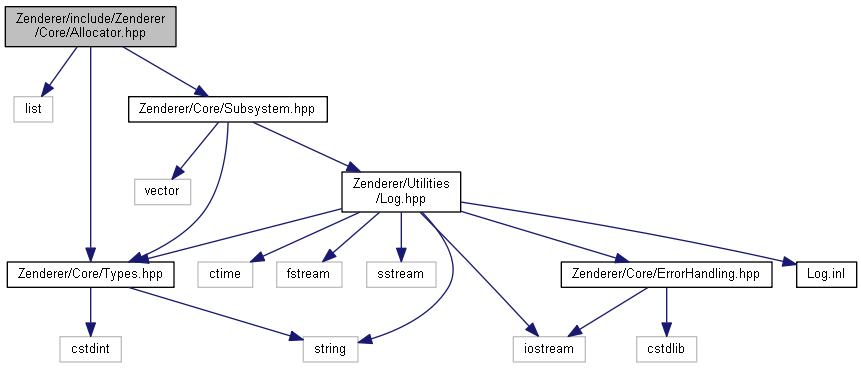 Zenderer/include/Zenderer
/Core/Allocator.hpp
list
Zenderer/Core/Subsystem.hpp
vector
Zenderer/Utilities
/Log.hpp
Zenderer/Core/Types.hpp
ctime
fstream
sstream
Zenderer/Core/ErrorHandling.hpp
Log.inl
cstdint
string
iostream
cstdlib